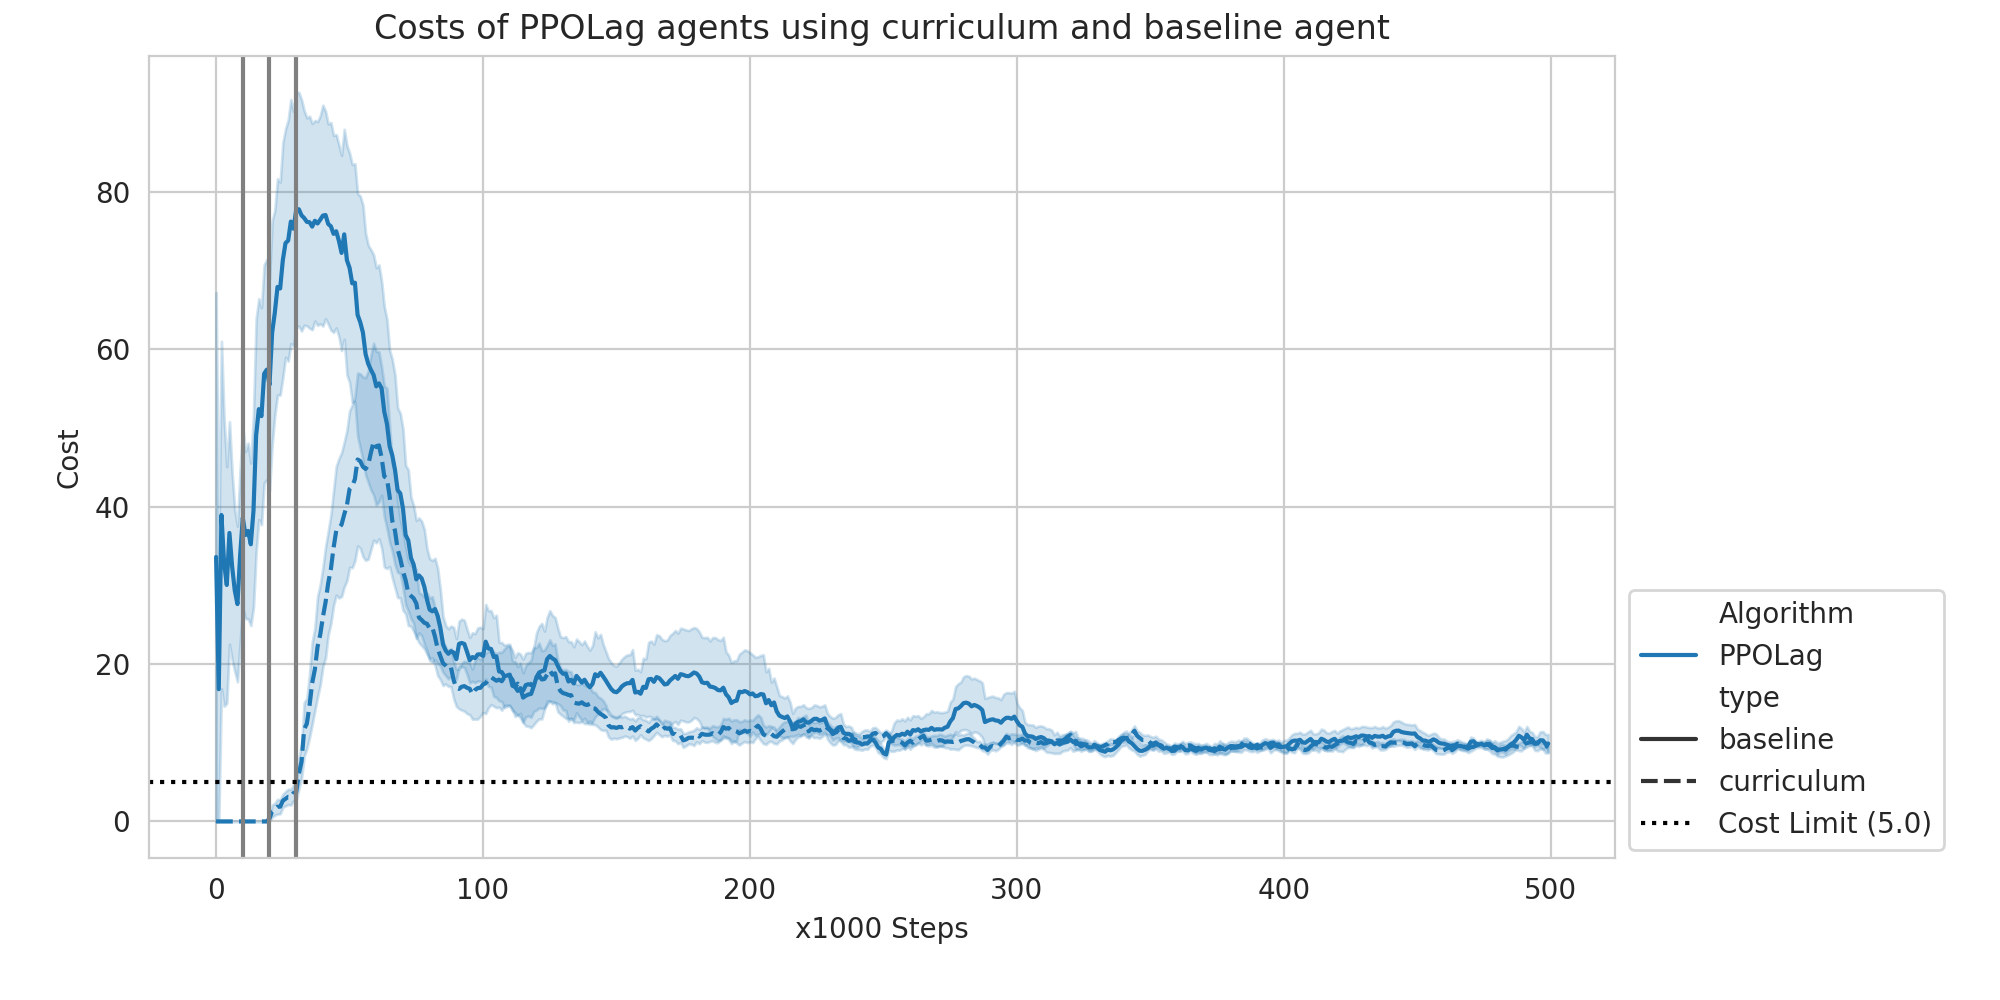 Costs of PPOLag agents using curriculum and baseline agent
Cost
80
60
40
20
0
0 100 200 300 400 500
x1000 Steps
Algorithm
PPOLag
type
baseline
curriculum
Cost Limit (5.0)